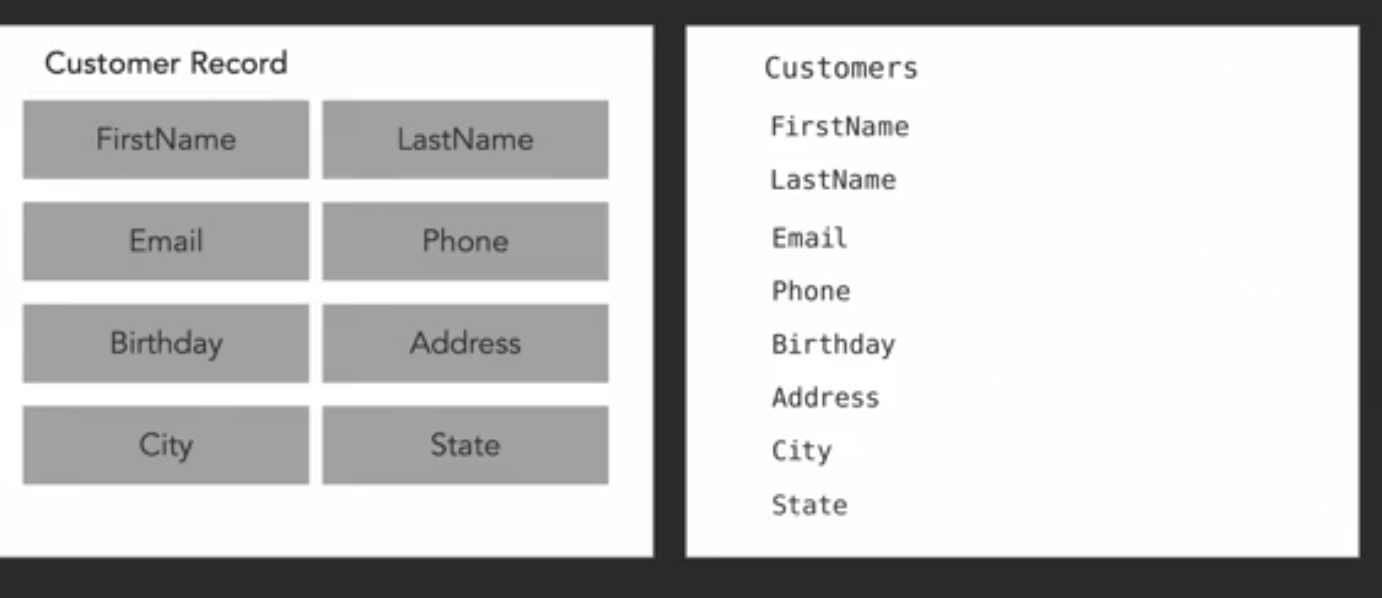 Customer Record
FirstName LastName
Email Phone
Birthday Address
City State
Customers
FirstName
LastName
Email
Phone
Birthday
Address
City
State